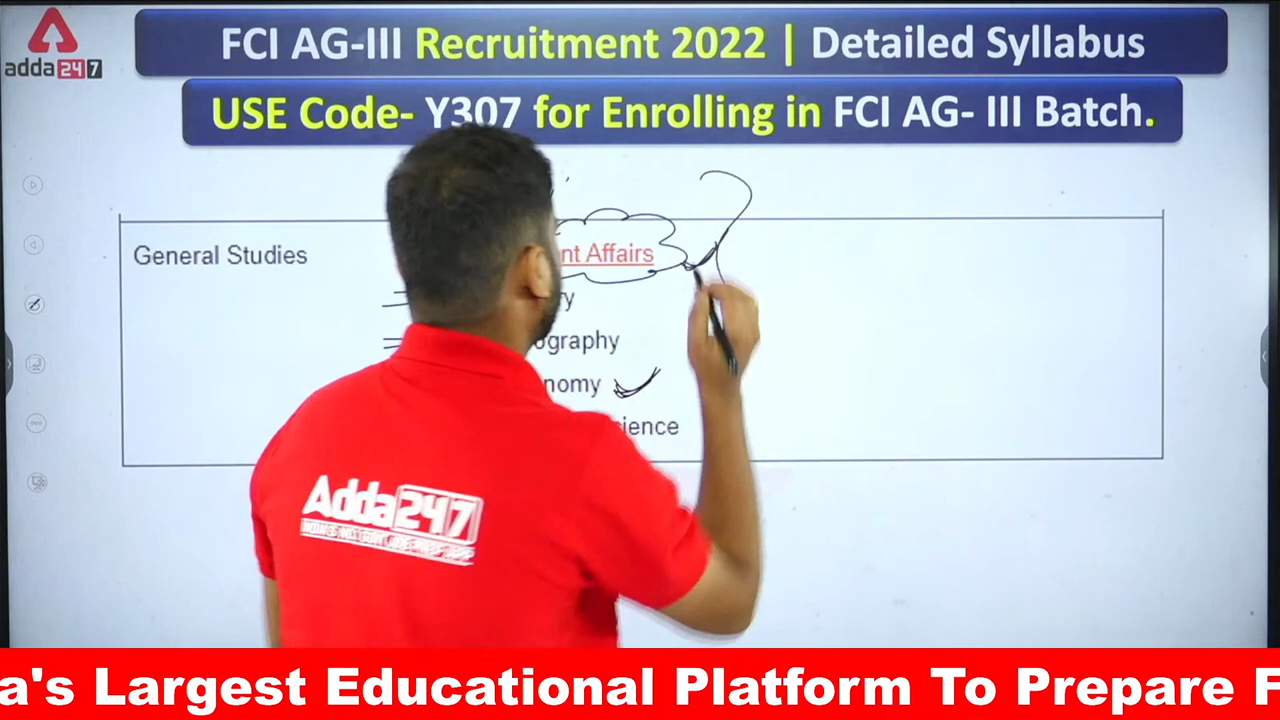 adda247
FCI AG-III Recruitment 2022 | Detailed Syllabus
USE Code- Y307 for Enrolling in FCI AG- III Batch.
General Studies
nt Affairs
ry
ography
nomy
cience
Adda247
a's Largest Educational Platform To Prepare F